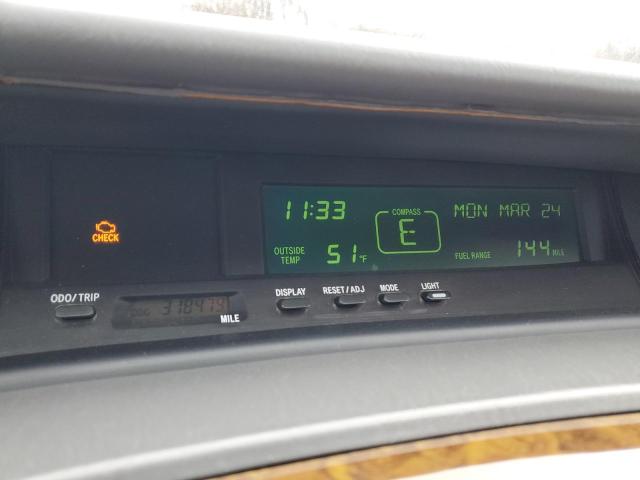 11:33
COMPASS
E
MON MAR 24
OUTSIDE TEMP 51°F
FUEL RANGE 144 MILE
CHECK
ODO/TRIP
ODO 318479
MILE
DISPLAY RESET/ADJ MODE LIGHT